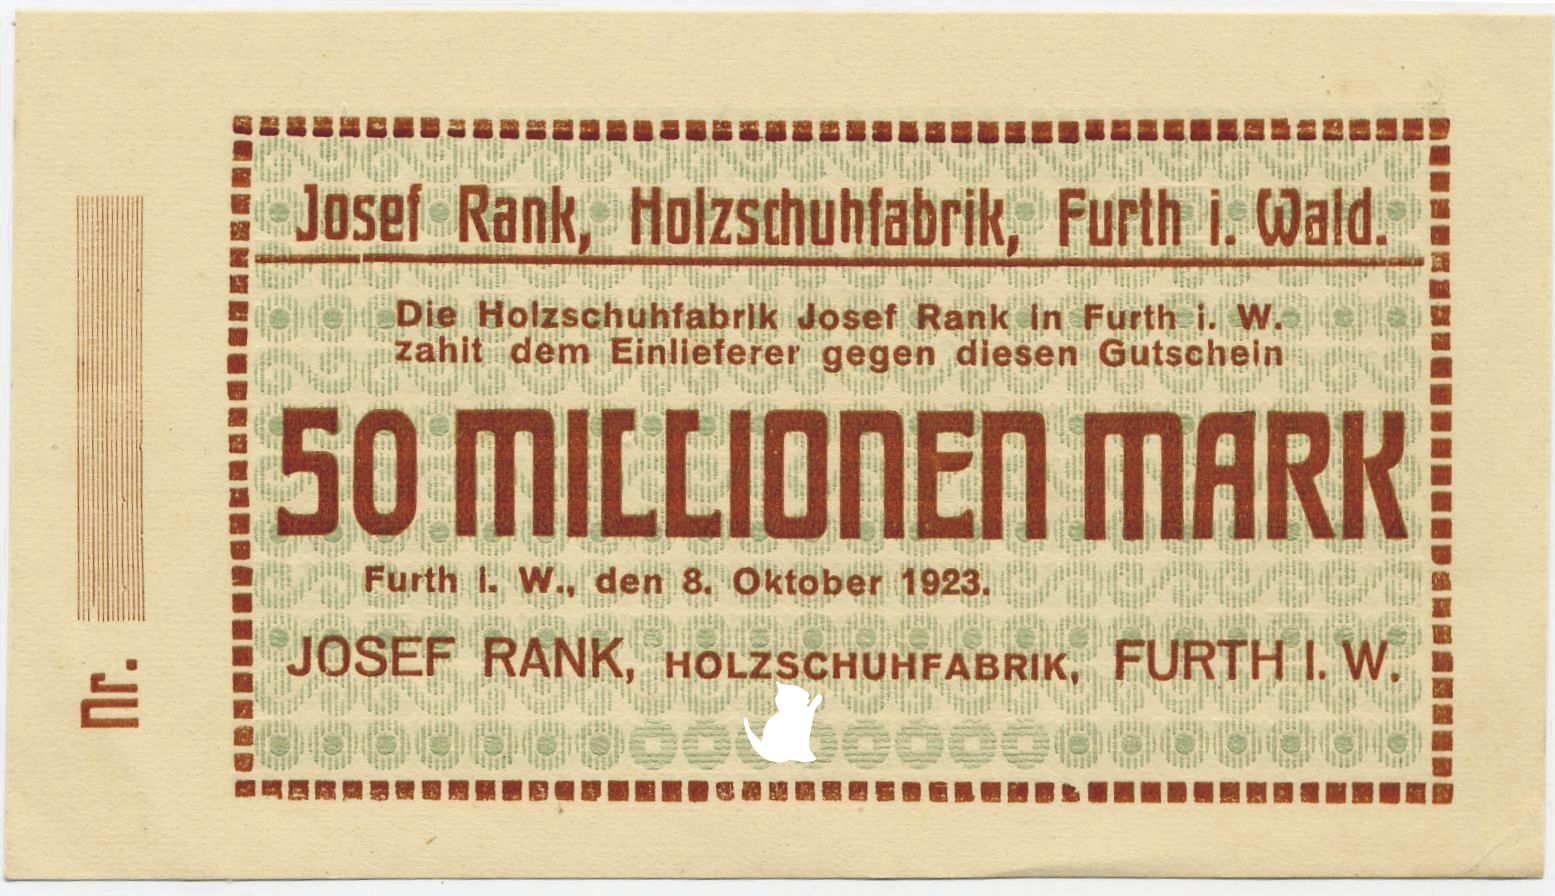 Josef Rank, Holzschuhfabrik, Furth i. Wald.
Die Holzschuhfabrik Josef Rank in Furth i. W.
zahlt dem Einlieferer gegen diesen Gutschein
50 MILLIONEN MARK
Furth i. W., den 8. Oktober 1923.
JOSEF RANK, HOLZSCHUHFABRIK, FURTH I. W.
Nr.